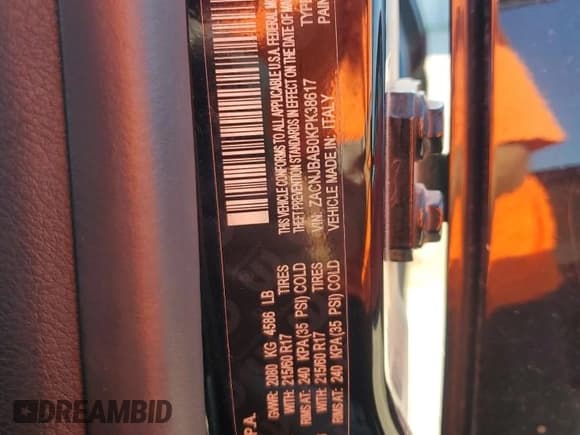 P.A.
GVWR: 2080 KG 4586 LB
WITH: 215/60 R17 TIRES
RIMS AT: 240 KPA(35 PSI) COLD
WITH: 215/60 R17 TIRES
RIMS AT: 240 KPA(35 PSI) COLD
THIS VEHICLE CONFORMS TO ALL APPLICABLE U.S.A. FEDERAL
THEFT PREVENTION STANDARDS IN EFFECT ON THE DATE OF
VIN: ZACNJBAB0KPK38617 TYPE
VEHICLE MADE IN: ITALY PAIN
DREAMBID